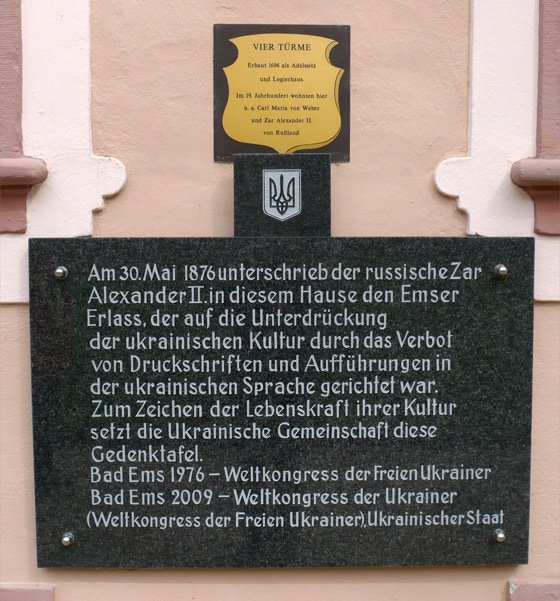 VIER TÜRME
Erbaut 1696 als Adelssitz
und Logierhaus
Im 19. Jahrhundert wohnten hier
u. a. Carl Maria von Weber
und Zar Alexander II.
von Rußland
Am 30. Mai 1876 unterschrieb der russische Zar
Alexander II. in diesem Hause den Emser
Erlass, der auf die Unterdrückung
der ukrainischen Kultur durch das Verbot
von Druckschriften und Aufführungen in
der ukrainischen Sprache gerichtet war.
Zum Zeichen der Lebenskraft ihrer Kultur
setzt die Ukrainische Gemeinschaft diese
Gedenktafel.
Bad Ems 1976 – Weltkongress der Freien Ukrainer
Bad Ems 2009 – Weltkongress der Ukrainer
(Weltkongress der Freien Ukrainer), Ukrainischer Staat